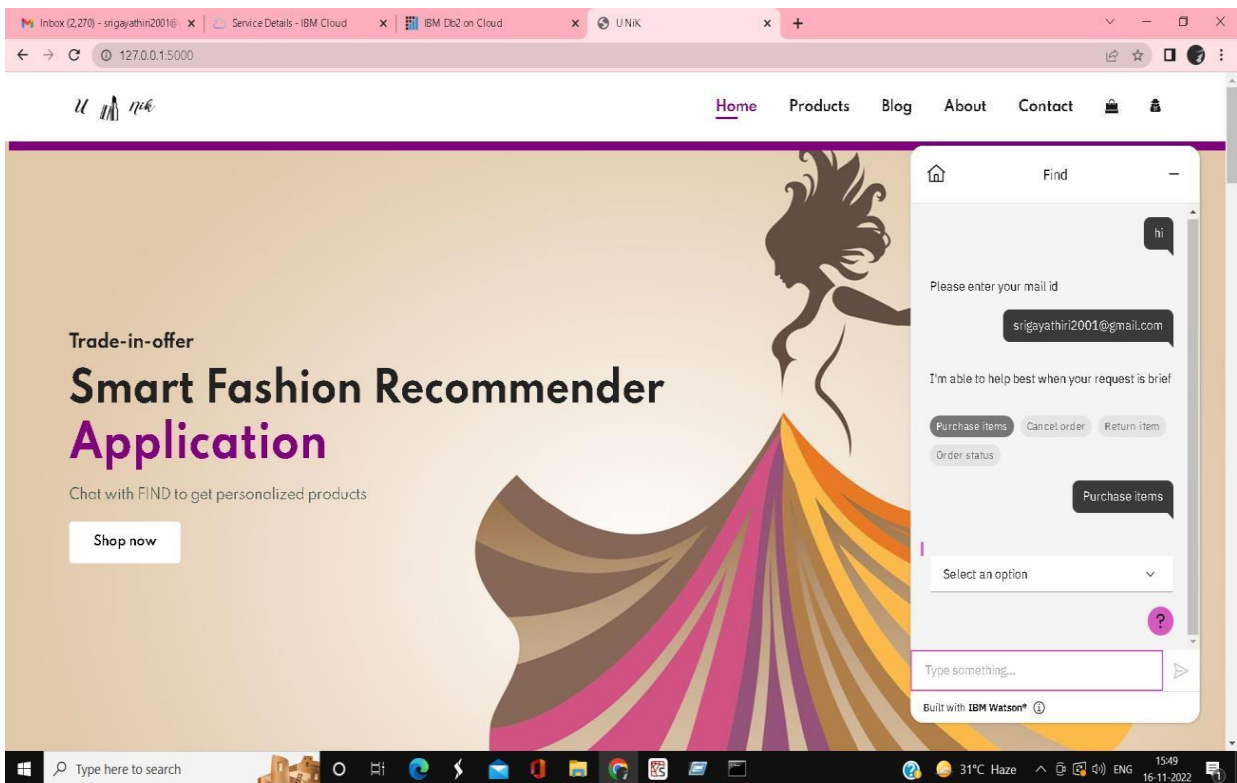 Inbox (2,270) - srigayathiri2001@
Service Details - IBM Cloud
IBM Db2 on Cloud
UNiK
127.0.0.1:5000
U nik
Home Products Blog About Contact
Trade-in-offer
Smart Fashion Recommender
Application
Chat with FIND to get personalized products
Shop now
Find
hi
Please enter your mail id
srigayathiri2001@gmail.com
I'm able to help best when your request is brief
Purchase items Cancel order Return item
Order status
Purchase items
Select an option
?
Type something...
Built with IBM Watson®
Type here to search
31°C Haze
ENG
15:49
16-11-2022